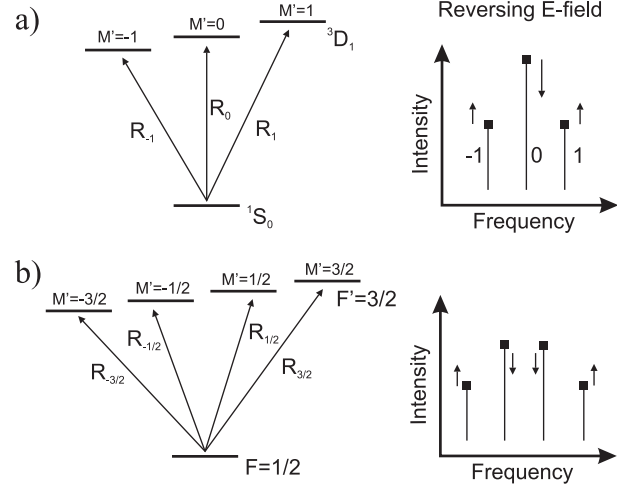 a)
M'=-1
M'=0
M'=1
³D₁
R₋₁
R₀
R₁
¹S₀
Reversing E-field
Intensity
-1
0
1
Frequency
b)
M'=-3/2
M'=-1/2
M'=1/2
M'=3/2
F'=3/2
R₋₃/₂
R₋₁/₂
R₁/₂
R₃/₂
F=1/2
Intensity
Frequency